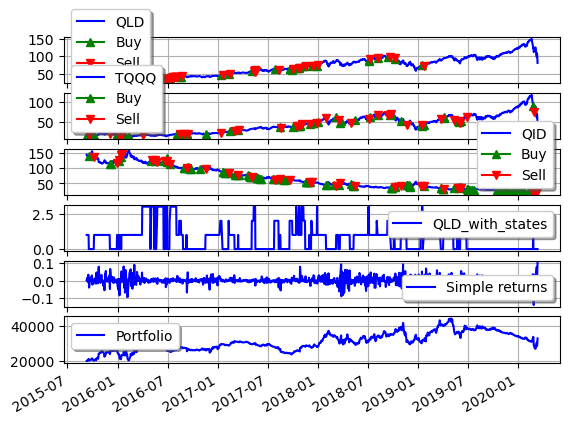 QLD
Buy
Sell
150
100
50
TQQQ
Buy
Sell
100
50
QID
Buy
Sell
150
100
50
QLD_with_states
2.5
0.0
Simple returns
0.1
0.0
−0.1
Portfolio
40000
20000
2015-07
2016-01
2016-07
2017-01
2017-07
2018-01
2018-07
2019-01
2019-07
2020-01